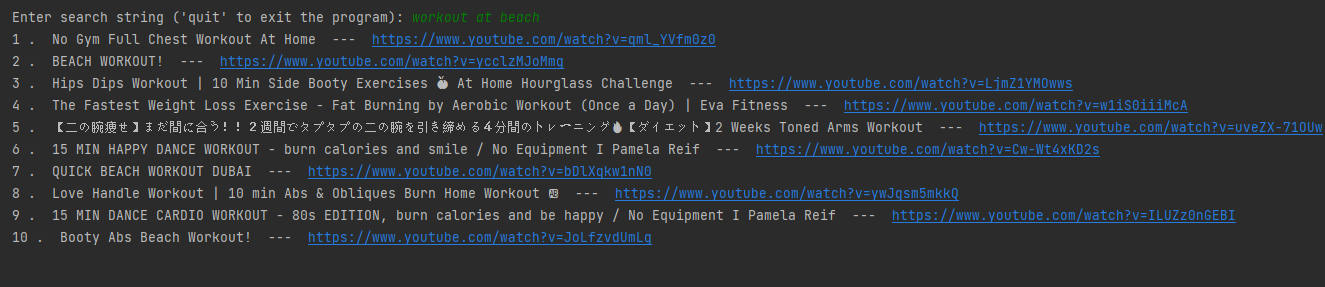 Enter search string ('quit' to exit the program): workout at beach
1 .  No Gym Full Chest Workout At Home  ---  https://www.youtube.com/watch?v=qml_YVfm0z0
2 .  BEACH WORKOUT!  ---  https://www.youtube.com/watch?v=ycclzMJoMmq
3 .  Hips Dips Workout | 10 Min Side Booty Exercises 🍑 At Home Hourglass Challenge  ---  https://www.youtube.com/watch?v=LjmZ1YMOwws
4 .  The Fastest Weight Loss Exercise - Fat Burning by Aerobic Workout (Once a Day) | Eva Fitness  ---  https://www.youtube.com/watch?v=w1iS0iiiMcA
5 .  【二の腕痩せ】まだ間に合う！！２週間でタプタプの二の腕を引き締める４分間のトレーニング🔥【ダイエット】2 Weeks Toned Arms Workout  ---  https://www.youtube.com/watch?v=uveZX-71OUw
6 .  15 MIN HAPPY DANCE WORKOUT - burn calories and smile / No Equipment I Pamela Reif  ---  https://www.youtube.com/watch?v=Cw-Wt4xKD2s
7 .  QUICK BEACH WORKOUT DUBAI  ---  https://www.youtube.com/watch?v=bDlXqkw1nN0
8 .  Love Handle Workout | 10 min Abs & Obliques Burn Home Workout 🆎  ---  https://www.youtube.com/watch?v=ywJgsm5mkkQ
9 .  15 MIN DANCE CARDIO WORKOUT - 80s EDITION, burn calories and be happy / No Equipment I Pamela Reif  ---  https://www.youtube.com/watch?v=ILUZz0nGEBI
10 .  Booty Abs Beach Workout!  ---  https://www.youtube.com/watch?v=JoLfzvdUmLg